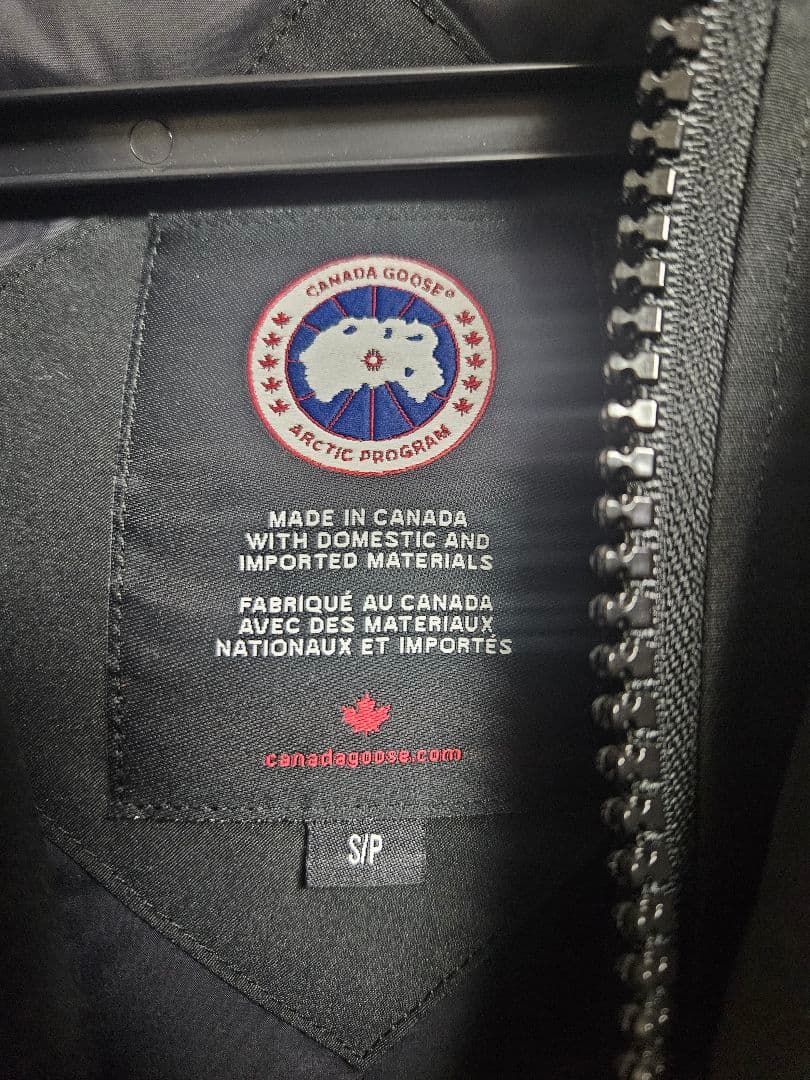 CANADA GOOSE®
ARCTIC PROGRAM
MADE IN CANADA
WITH DOMESTIC AND
IMPORTED MATERIALS
FABRIQUÉ AU CANADA
AVEC DES MATERIAUX
NATIONAUX ET IMPORTÉS
canadagoose.com
S/P